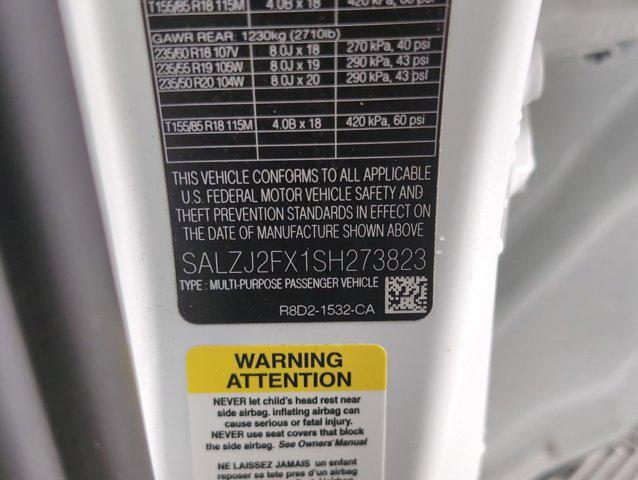 T155/85 R18 115M 4.0B x 18 420 kPa, 60 psi
GAWR REAR: 1230kg (2710lb)
235/60 R18 107V 8.0J x 18 270 kPa, 40 psi
235/55 R19 105W 8.0J x 19 290 kPa, 43 psi
235/50 R20 104W 8.0J x 20 290 kPa, 43 psi
T155/85 R18 115M 4.0B x 18 420 kPa, 60 psi
THIS VEHICLE CONFORMS TO ALL APPLICABLE
U.S. FEDERAL MOTOR VEHICLE SAFETY AND
THEFT PREVENTION STANDARDS IN EFFECT ON
THE DATE OF MANUFACTURE SHOWN ABOVE
SALZJ2FX1SH273823
TYPE : MULTI-PURPOSE PASSENGER VEHICLE
R8D2-1532-CA
WARNING
ATTENTION
NEVER let child's head rest near
side airbag. inflating airbag can
cause serious or fatal injury.
NEVER use seat covers that block
the side airbag. See Owners' Manual
NE LAISSEZ JAMAIS un enfant
reposer sa tete pres d'un airbag